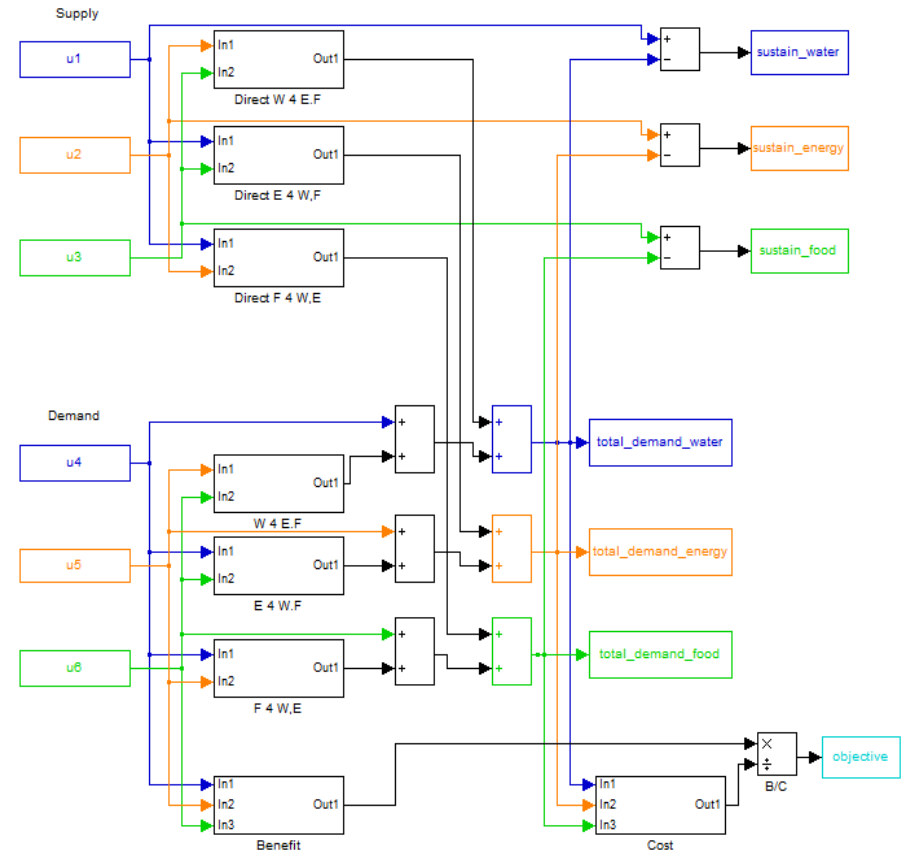 Supply
u1
In1
In2
Out1
Direct W 4 E.F
+
−
sustain_water
u2
In1
In2
Out1
Direct E 4 W,F
+
−
sustain_energy
u3
In1
In2
Out1
Direct F 4 W,E
+
−
sustain_food
Demand
u4
+
+
+
+
total_demand_water
In1
In2
Out1
W 4 E.F
u5
+
+
+
+
total_demand_energy
In1
In2
Out1
E 4 W.F
u6
+
+
+
+
total_demand_food
In1
In2
Out1
F 4 W,E
In1
In2
In3
Out1
Benefit
In1
In2
In3
Out1
Cost
×
÷
B/C
objective